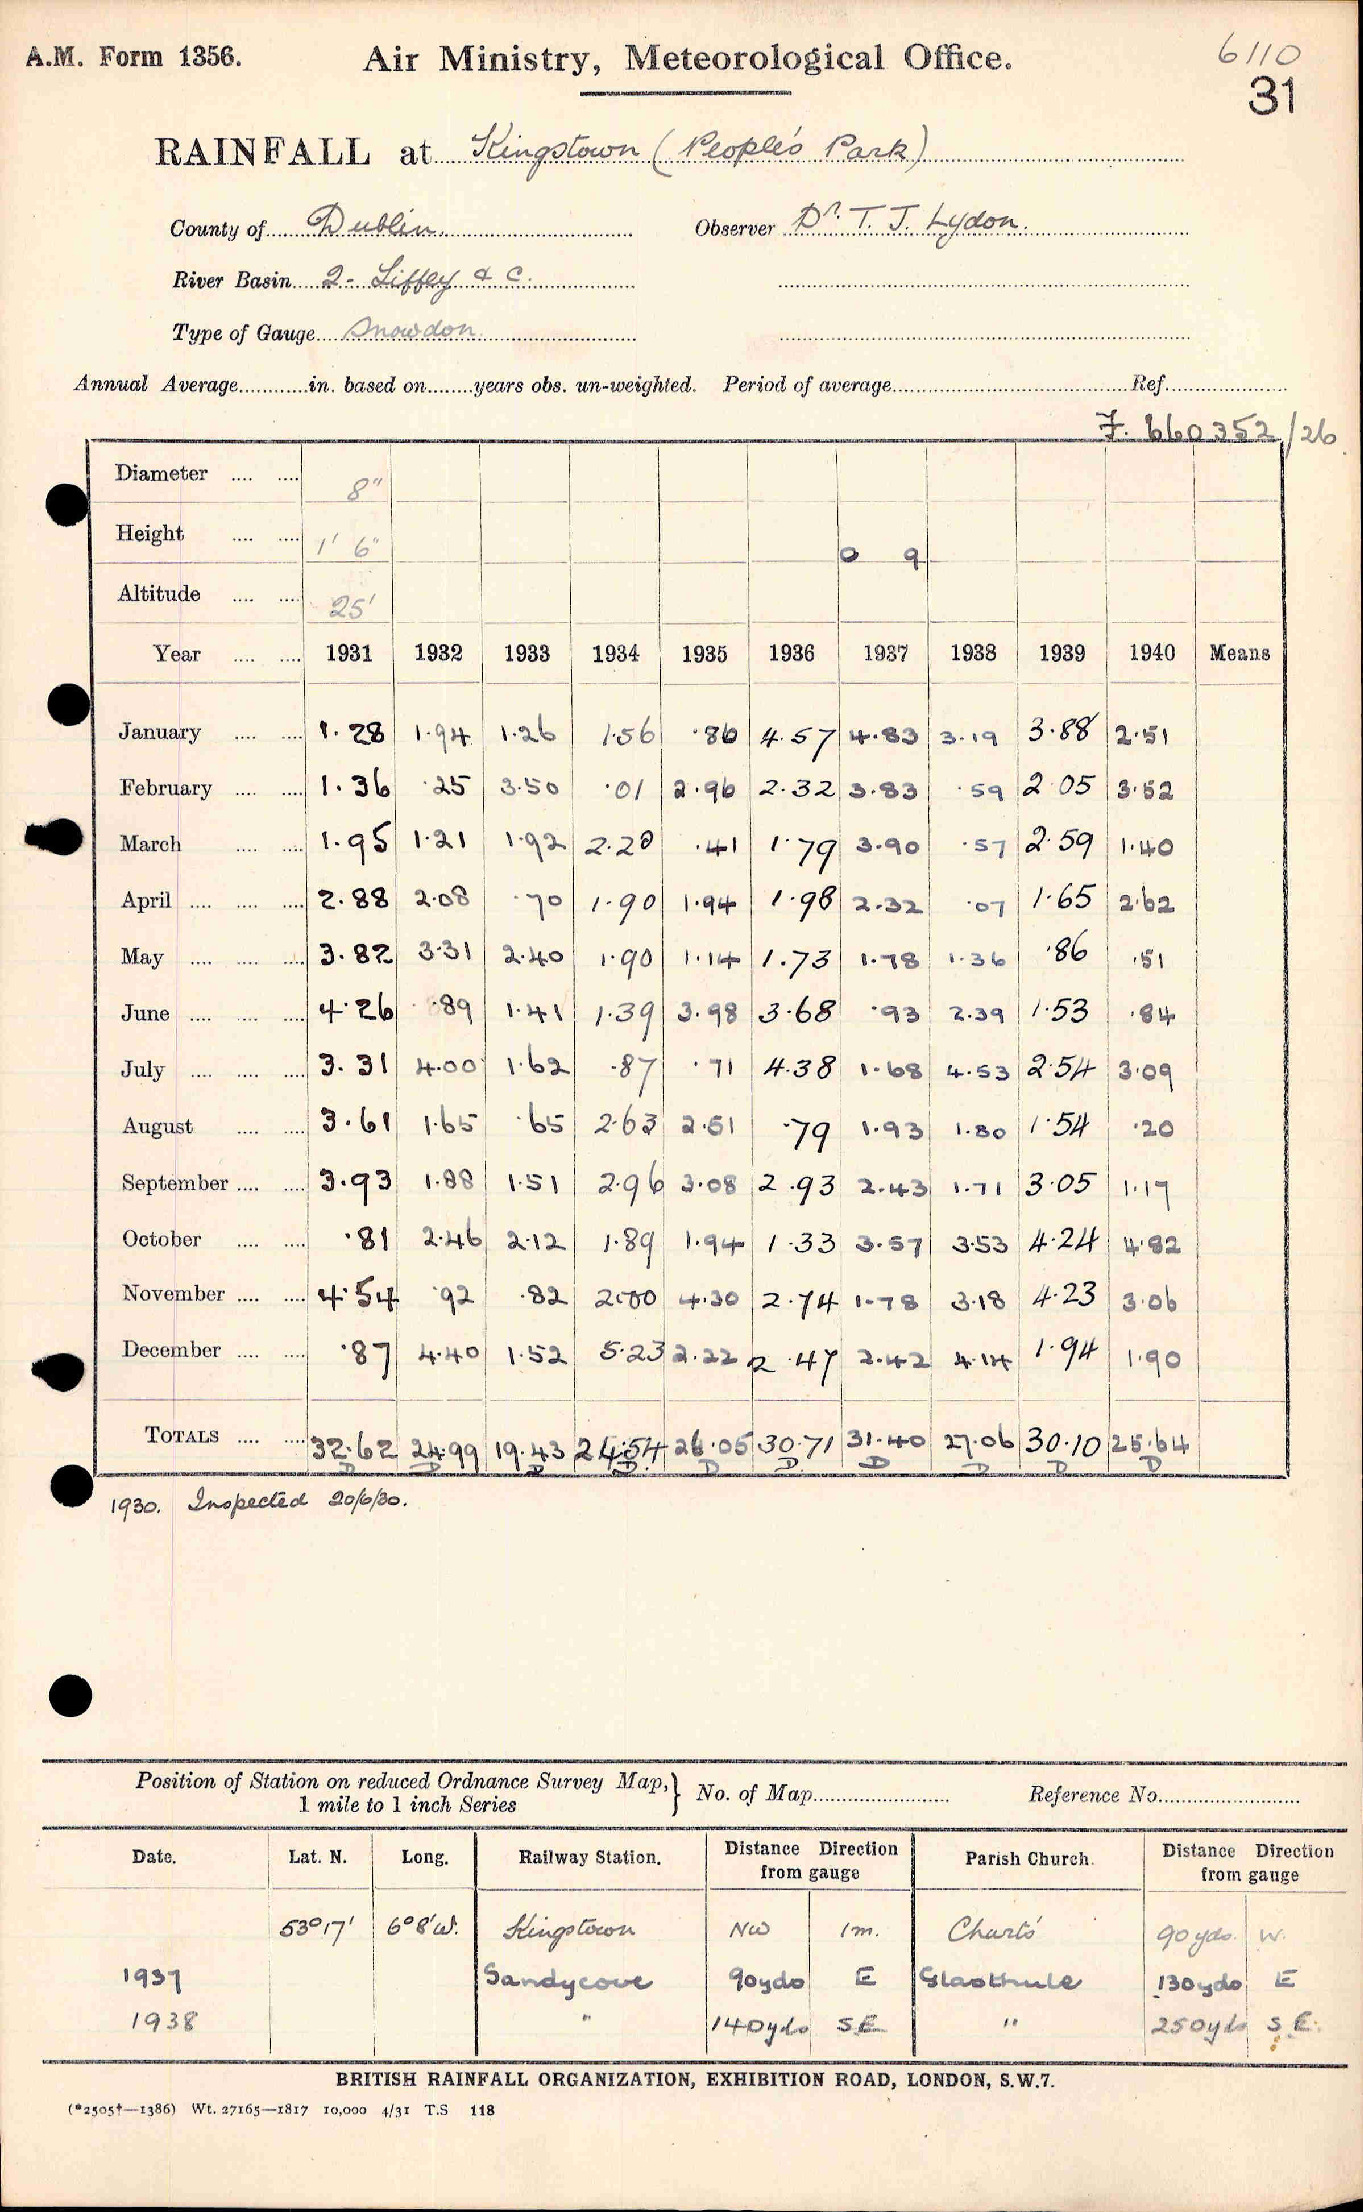 A.M. Form 1356.
Air Ministry, Meteorological Office.
6110
31
RAINFALL at Kingstown (People's Park)
County of Dublin. Observer Dr. T. J. Lydon.
River Basin 2 - Liffey & c.
Type of Gauge Snowdon.
Annual Average in. based on years obs. un-weighted. Period of average Ref.
F. 660352/26
Diameter 8"
Height 1' 6" 0 9
Altitude 25'
Year 1931 1932 1933 1934 1935 1936 1937 1938 1939 1940 Means
January 1.28 1.94 1.26 1.56 .86 4.57 4.83 3.19 3.88 2.51
February 1.36 .25 3.50 .01 2.96 2.32 3.83 .59 2.05 3.52
March 1.95 1.21 1.92 2.20 .41 1.79 3.90 .57 2.59 1.40
April 2.88 2.08 .70 1.90 1.94 1.98 2.32 .07 1.65 2.62
May 3.82 3.31 2.40 1.90 1.14 1.73 1.78 1.36 .86 .51
June 4.26 .89 1.41 1.39 3.98 3.68 .93 2.39 1.53 .84
July 3.31 4.00 1.62 .87 .71 4.38 1.68 4.53 2.54 3.09
August 3.61 1.65 .65 2.63 2.51 .79 1.93 1.80 1.54 .20
September 3.93 1.88 1.51 2.96 3.08 2.93 2.43 1.71 3.05 1.17
October .81 2.46 2.12 1.89 1.94 1.33 3.57 3.53 4.24 4.82
November 4.54 .92 .82 2.00 4.30 2.74 1.78 3.18 4.23 3.06
December .87 4.40 1.52 5.23 2.22 2.47 2.42 4.14 1.94 1.90
TOTALS 32.62 24.99 19.43 24.54 26.05 30.71 31.40 27.06 30.10 25.64
D D D D D D D D D D
1930. Inspected 20/6/30.
Position of Station on reduced Ordnance Survey Map, } No. of Map Reference No.
1 mile to 1 inch Series
Date. Lat. N. Long. Railway Station. Distance Direction from gauge Parish Church. Distance Direction from gauge
53°17' 6°8'W. Kingstown NW 1m. 90yds. W.
1937 Sandycove 90yds E Glasthule 130yds E
1938 " 140yds SE " 250yds S.E.
BRITISH RAINFALL ORGANIZATION, EXHIBITION ROAD, LONDON, S.W.7.
(*2505†—1386) Wt. 27165—1817 10,000 4/31 T.S 118